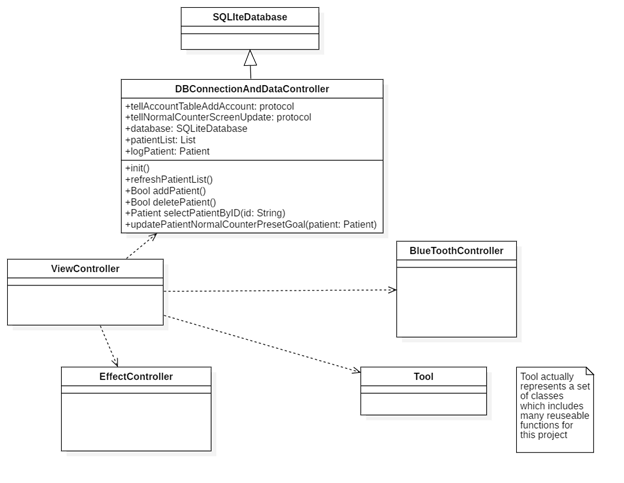 SQLIteDatabase
DBConnectionAndDataController
+tellAccountTableAddAccount: protocol
+tellNormalCounterScreenUpdate: protocol
+database: SQLiteDatabase
+patientList: List
+logPatient: Patient
+init()
+refreshPatientList()
+Bool addPatient()
+Bool deletePatient()
+Patient selectPatientByID(id: String)
+updatePatientNormalCounterPresetGoal(patient: Patient)
ViewController
BlueToothController
EffectController
Tool
Tool actually
represents a set
of classes
which includes
many reuseable
functions for
this project